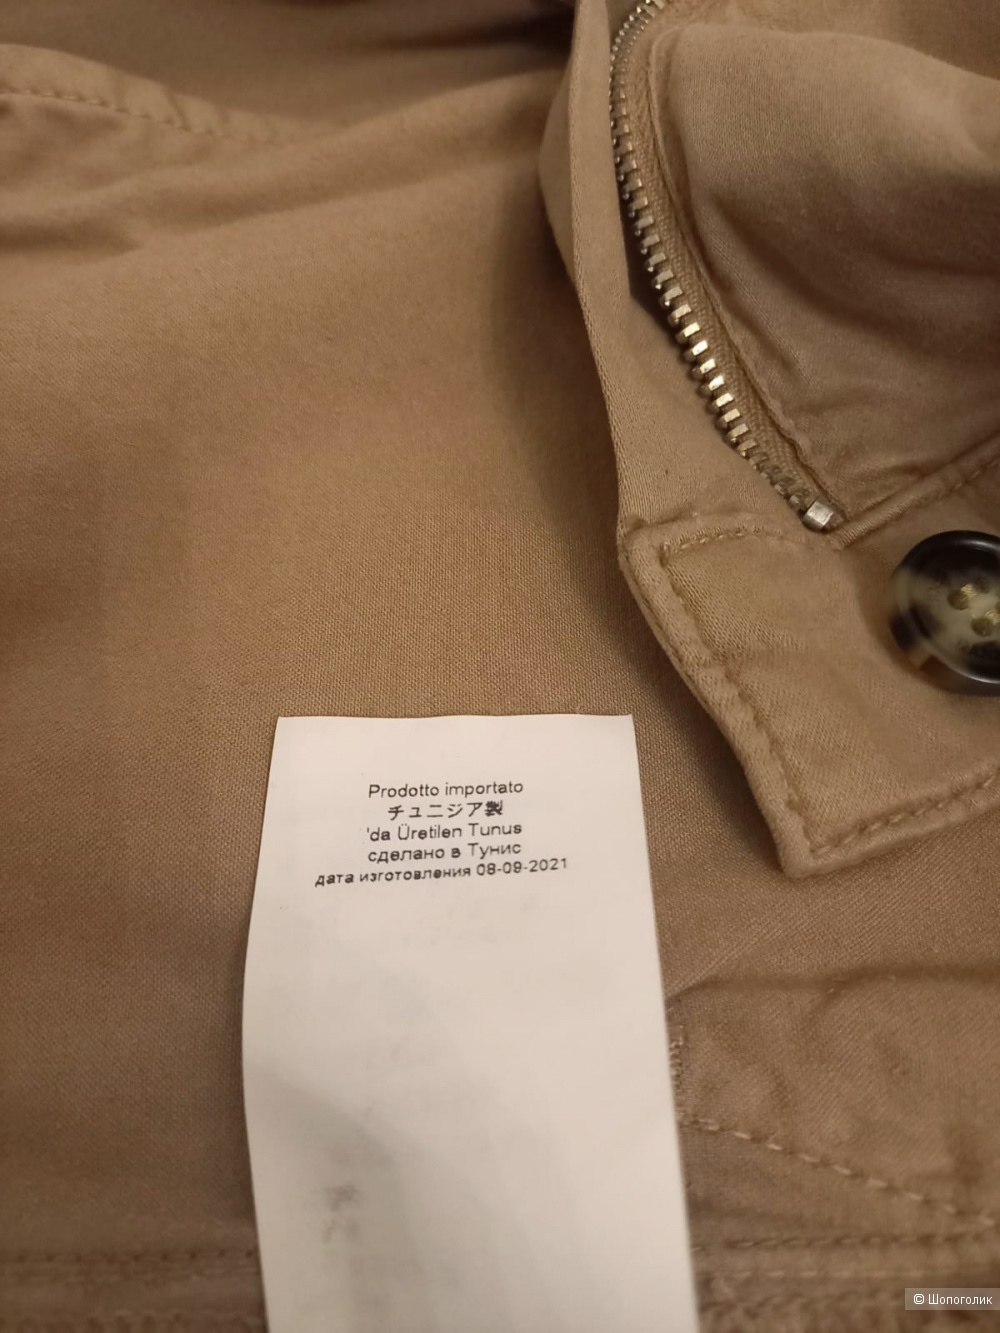 Prodotto importato
チュニジア製
'da Üretilen Tunus
сделано в Тунис
дата изготовления 08-09-2021
© Шопоголик